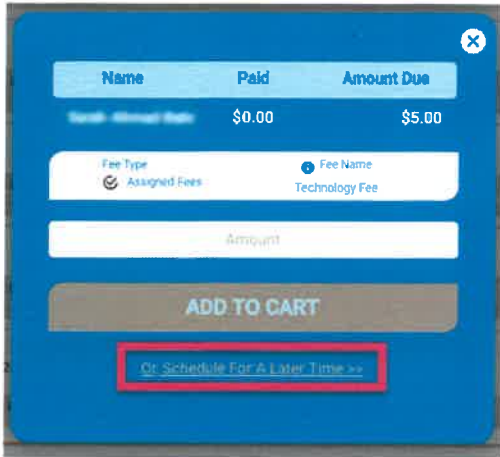 Name Paid Amount Due
$0.00 $5.00
Fee Type Fee Name
Assigned Fees Technology Fee
Amount
ADD TO CART
Or Schedule For A Later Time >>